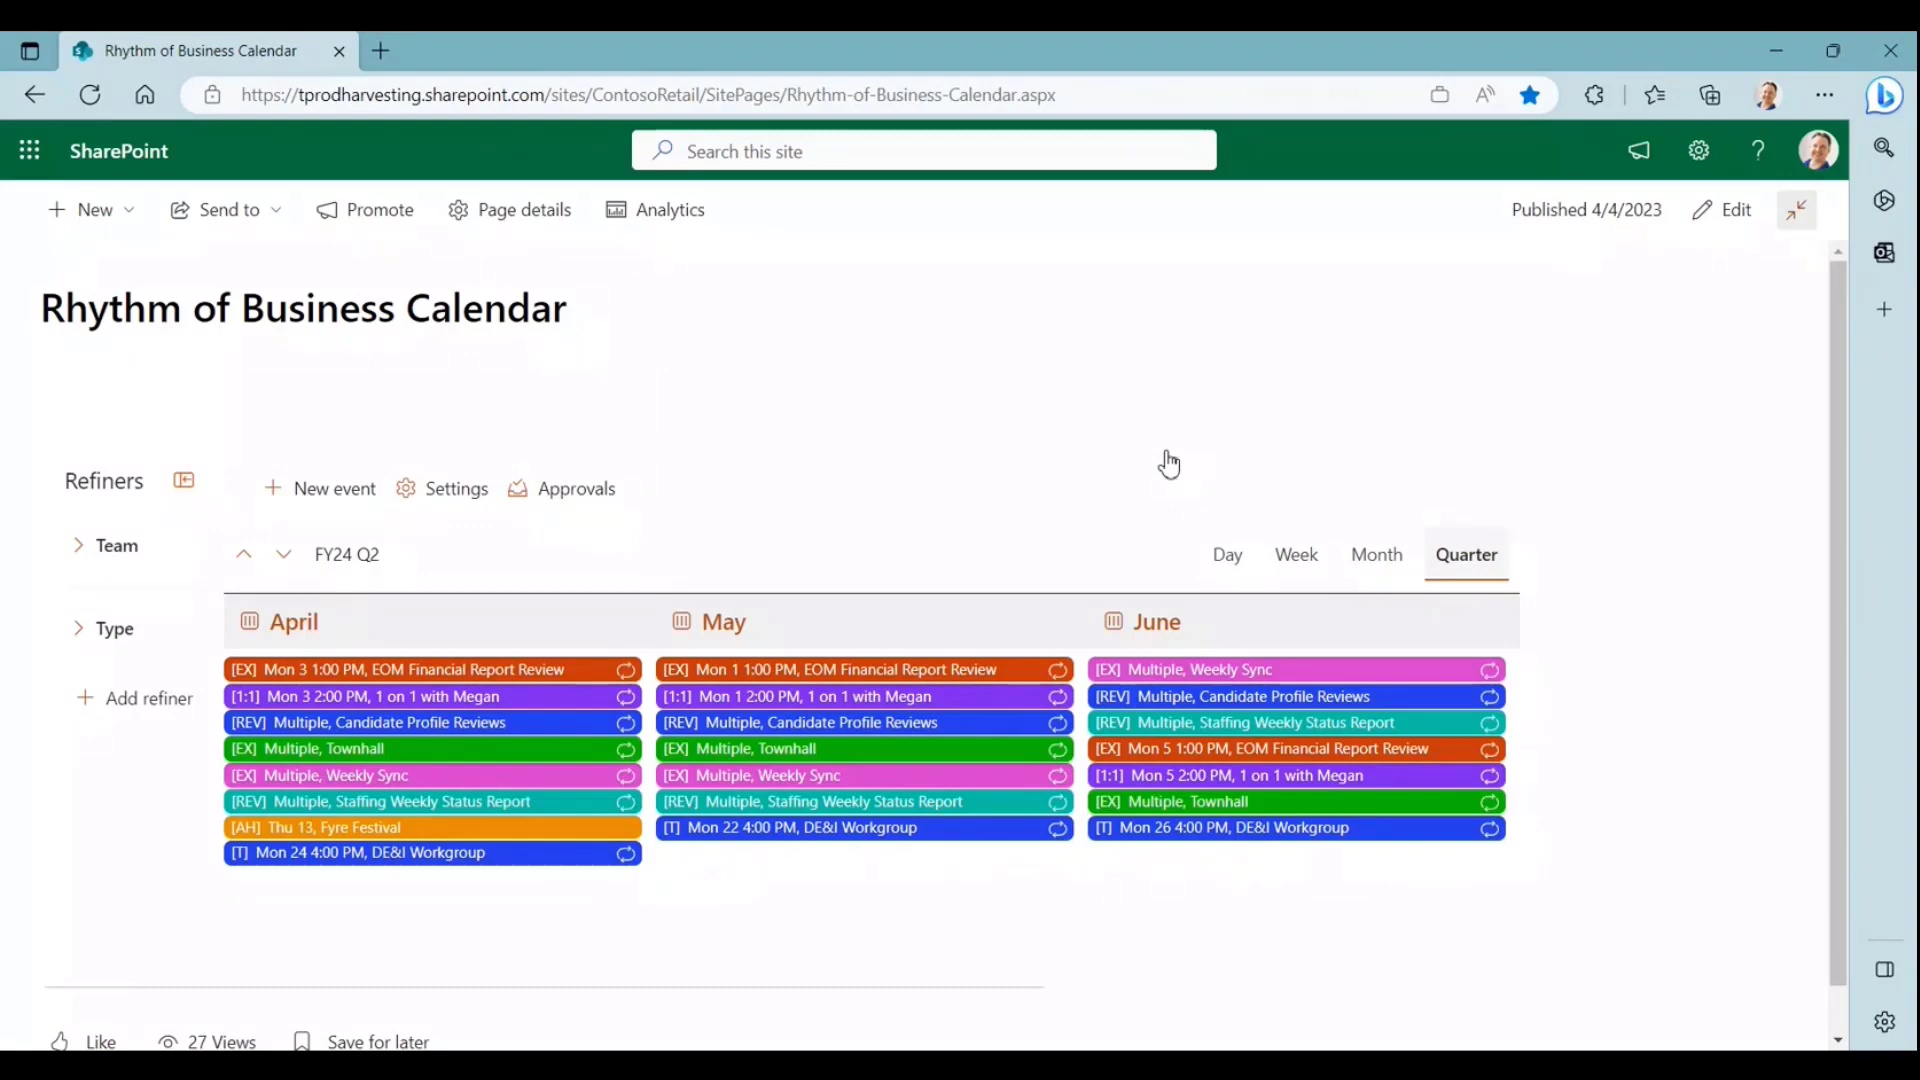 Rhythm of Business Calendar
https://tprodharvesting.sharepoint.com/sites/ContosoRetail/SitePages/Rhythm-of-Business-Calendar.aspx
SharePoint
Search this site
New
Send to
Promote
Page details
Analytics
Published 4/4/2023
Edit
Rhythm of Business Calendar
Refiners
New event
Settings
Approvals
Team
FY24 Q2
Day
Week
Month
Quarter
Type
Add refiner
April
[EX] Mon 3 1:00 PM, EOM Financial Report Review
[1:1] Mon 3 2:00 PM, 1 on 1 with Megan
[REV] Multiple, Candidate Profile Reviews
[EX] Multiple, Townhall
[EX] Multiple, Weekly Sync
[REV] Multiple, Staffing Weekly Status Report
[AH] Thu 13, Fyre Festival
[T] Mon 24 4:00 PM, DE&I Workgroup
May
[EX] Mon 1 1:00 PM, EOM Financial Report Review
[1:1] Mon 1 2:00 PM, 1 on 1 with Megan
[REV] Multiple, Candidate Profile Reviews
[EX] Multiple, Townhall
[EX] Multiple, Weekly Sync
[REV] Multiple, Staffing Weekly Status Report
[T] Mon 22 4:00 PM, DE&I Workgroup
June
[EX] Multiple, Weekly Sync
[REV] Multiple, Candidate Profile Reviews
[REV] Multiple, Staffing Weekly Status Report
[EX] Mon 5 1:00 PM, EOM Financial Report Review
[1:1] Mon 5 2:00 PM, 1 on 1 with Megan
[EX] Multiple, Townhall
[T] Mon 26 4:00 PM, DE&I Workgroup
Like
27 Views
Save for later